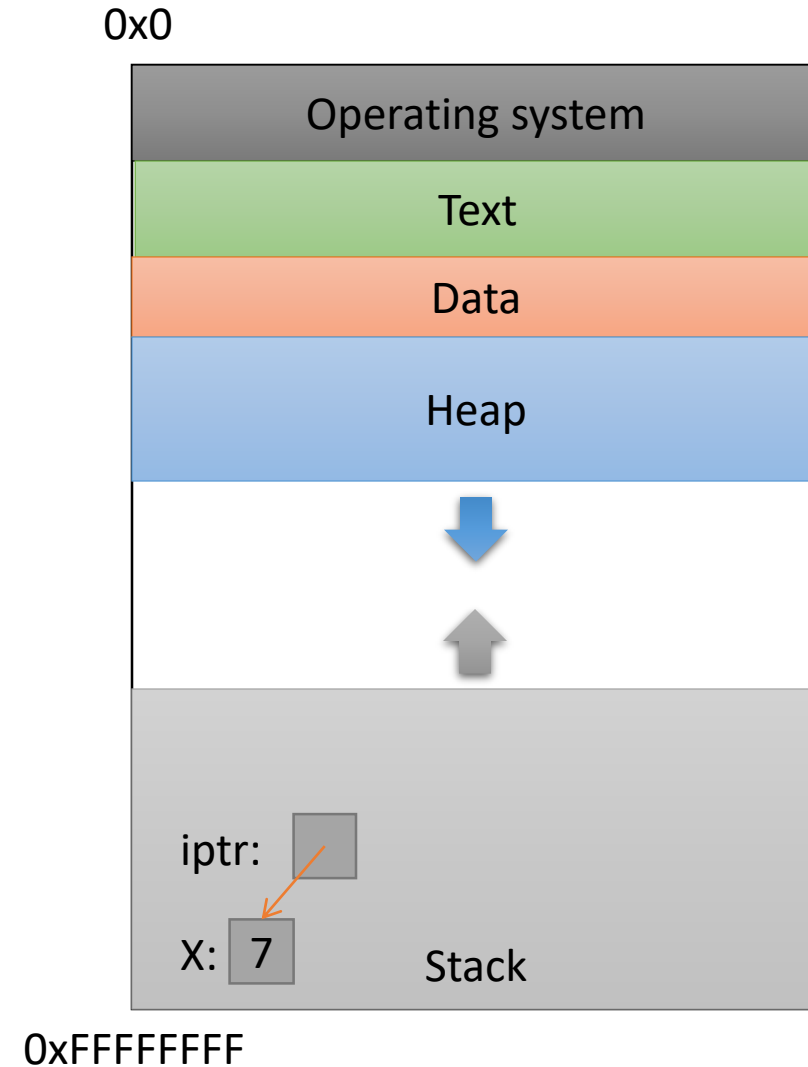 0x0
Operating system
Text
Data
Heap
iptr:
X: 7
Stack
0xFFFFFFFF